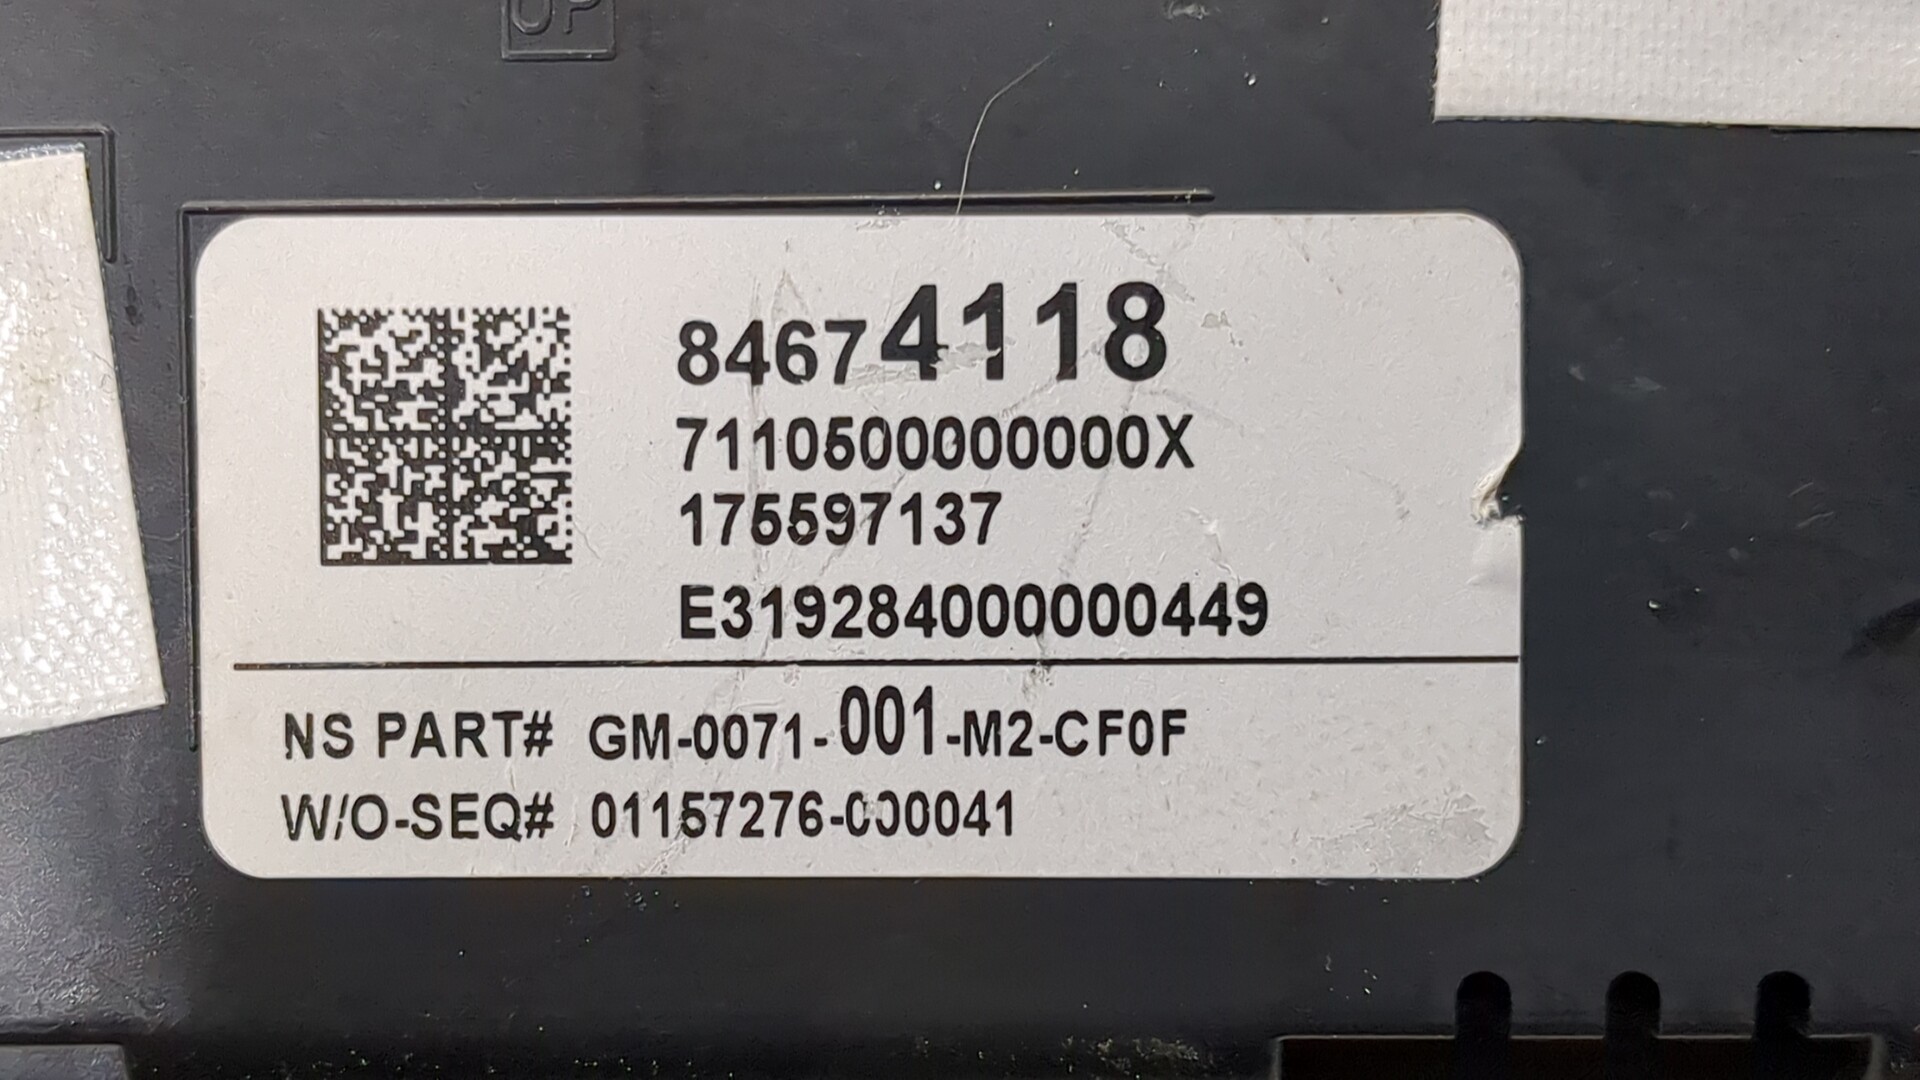 UP
84674118
7110500000000X
175597137
E319284000000449
NS PART# GM-0071-001-M2-CF0F
W/O-SEQ# 01157276-000041